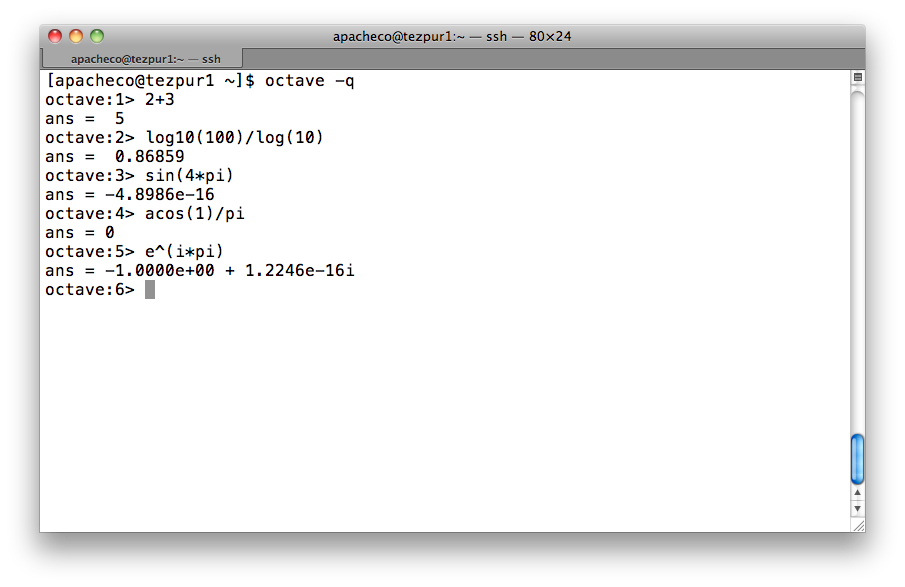 apacheco@tezpur1:~ — ssh — 80×24
apacheco@tezpur1:~ — ssh
[apacheco@tezpur1 ~]$ octave -q
octave:1> 2+3
ans =  5
octave:2> log10(100)/log(10)
ans =  0.86859
octave:3> sin(4*pi)
ans = -4.8986e-16
octave:4> acos(1)/pi
ans = 0
octave:5> e^(i*pi)
ans = -1.0000e+00 + 1.2246e-16i
octave:6>